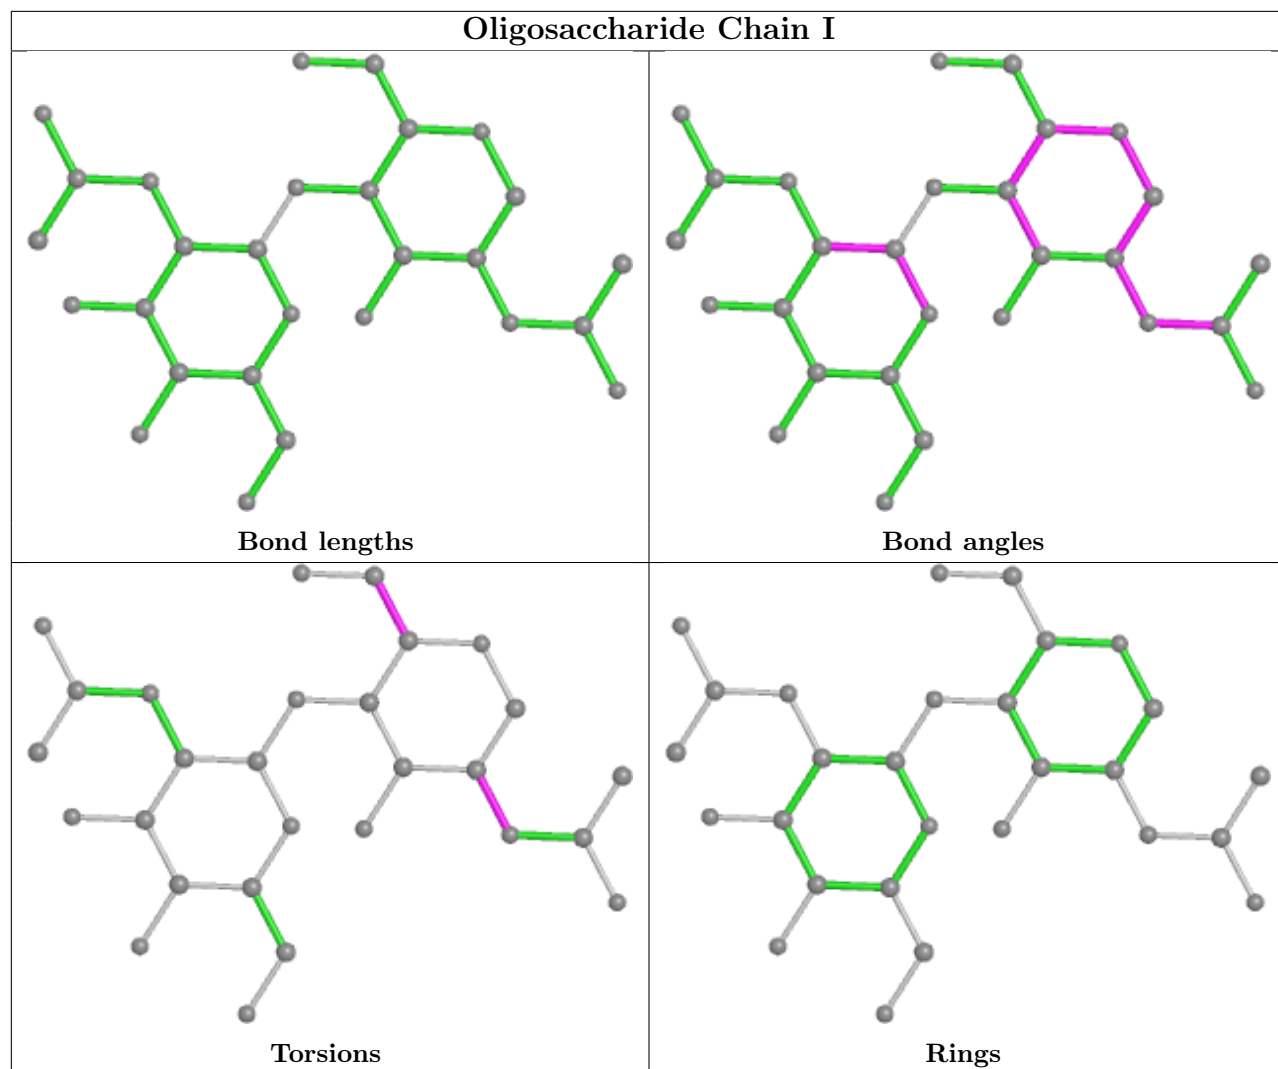 Oligosaccharide Chain I
Bond lengths
Bond angles
Torsions
Rings